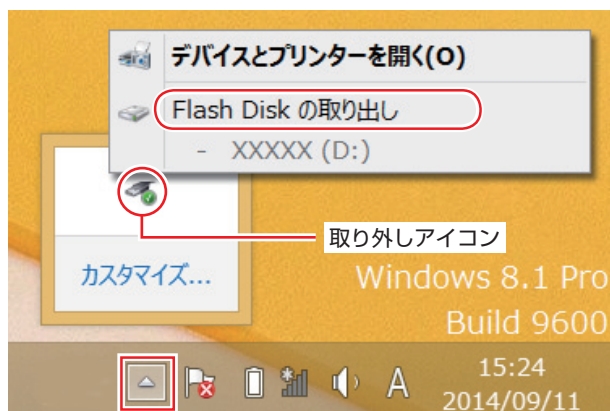 デバイスとプリンターを開く(O)
Flash Disk の取り出し
- XXXXX (D:)
取り外しアイコン
カスタマイズ...
Windows 8.1 Pro
Build 9600
A
15:24
2014/09/11